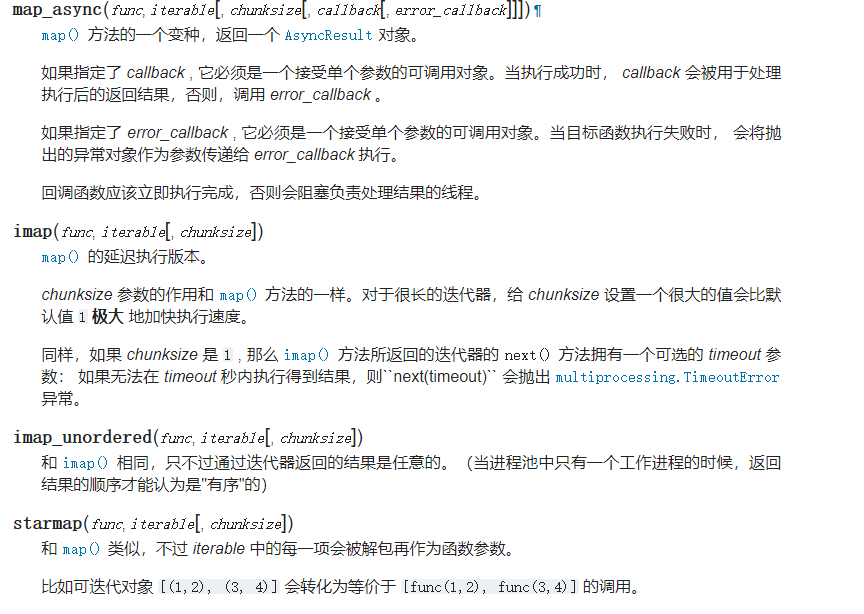 map_async(func, iterable[, chunksize[, callback[, error_callback]]])¶
map() 方法的一个变种，返回一个 AsyncResult 对象。
如果指定了 callback , 它必须是一个接受单个参数的可调用对象。当执行成功时， callback 会被用于处理
执行后的返回结果，否则，调用 error_callback 。
如果指定了 error_callback , 它必须是一个接受单个参数的可调用对象。当目标函数执行失败时， 会将抛
出的异常对象作为参数传递给 error_callback 执行。
回调函数应该立即执行完成，否则会阻塞负责处理结果的线程。
imap(func, iterable[, chunksize])
map() 的延迟执行版本。
chunksize 参数的作用和 map() 方法的一样。对于很长的迭代器，给 chunksize 设置一个很大的值会比默
认值 1 极大 地加快执行速度。
同样，如果 chunksize 是 1 , 那么 imap() 方法所返回的迭代器的 next() 方法拥有一个可选的 timeout 参
数： 如果无法在 timeout 秒内执行得到结果，则``next(timeout)`` 会抛出 multiprocessing.TimeoutError
异常。
imap_unordered(func, iterable[, chunksize])
和 imap() 相同，只不过通过迭代器返回的结果是任意的。（当进程池中只有一个工作进程的时候，返回
结果的顺序才能认为是"有序"的）
starmap(func, iterable[, chunksize])
和 map() 类似，不过 iterable 中的每一项会被解包再作为函数参数。
比如可迭代对象 [(1,2), (3, 4)] 会转化为等价于 [func(1,2), func(3,4)] 的调用。